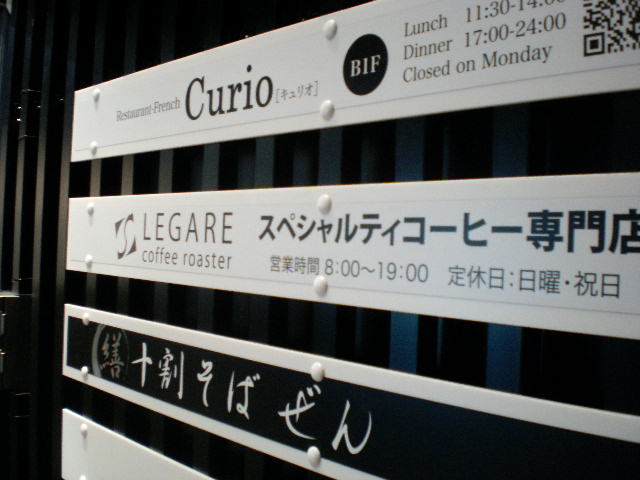 Restaurant-French Curio [キュリオ]
B1F
Lunch 11:30-14:
Dinner 17:00-24:00
Closed on Monday
LEGARE
coffee roaster
スペシャルティコーヒー専門店
営業時間 8:00～19:00 定休日:日曜・祝日
繕 十割そば ぜん